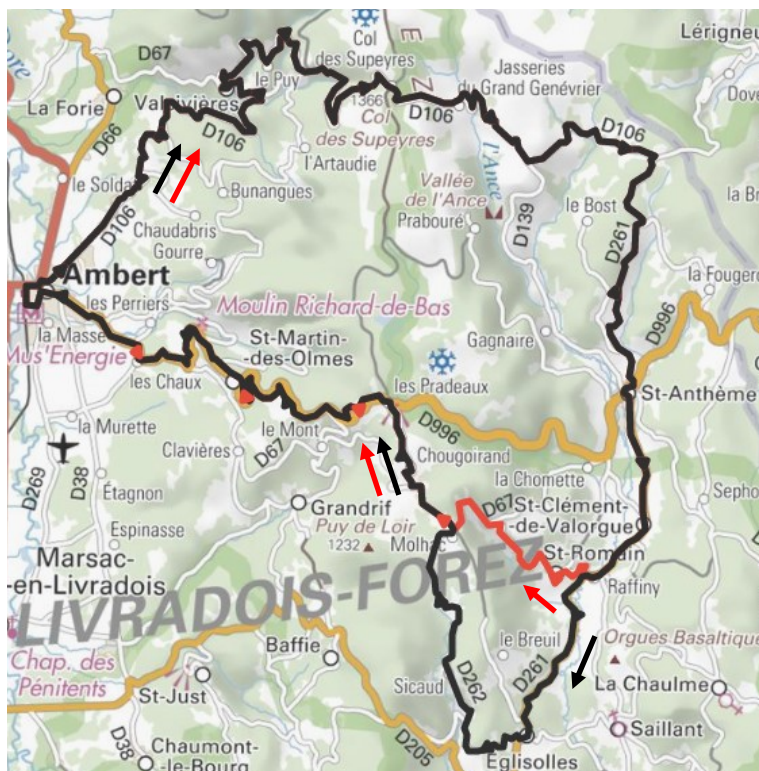 Lérigneu
D67
Col
des Supeyres
E
Z
le Puy
Jasseries
du Grand Genévrier
La Forie
Valcivières
Dove
1366
D106
D106
D106
Col
des Supeyres
D66
l'Artaudie
l'Ance
le Solda
Bunangues
Vallée
de l'Ance
la Br
D106
Chaudabris
Prabouré
D139
le Bost
Gourre
D261
Ambert
la Fouger
les Perriers
Moulin Richard-de-Bas
D996
la Masse
St-Martin-
des-Olmes
Gagnaire
Mus'Energie
les Chaux
les Pradeaux
St-Anthème
la Murette
D996
le Mont
Clavières
D67
Chougoirand
la Chomette
D269
D38
Étagnon
Grandrif
D67
St-Clément-
de-Valorgue
Seph
Espinasse
Puy de Loir
1232
Molhac
St-Romain
Marsac-
-en-Livradois
Raffiny
LIVRADOIS-FOREZ
le Breuil
Orgues Basaltique
Baffie
Chap. des
Pénitents
D261
St-Just
Sicaud
D262
La Chaulme
D38
Saillant
Chaumont-
-le-Bourg
D205
Eglisolles